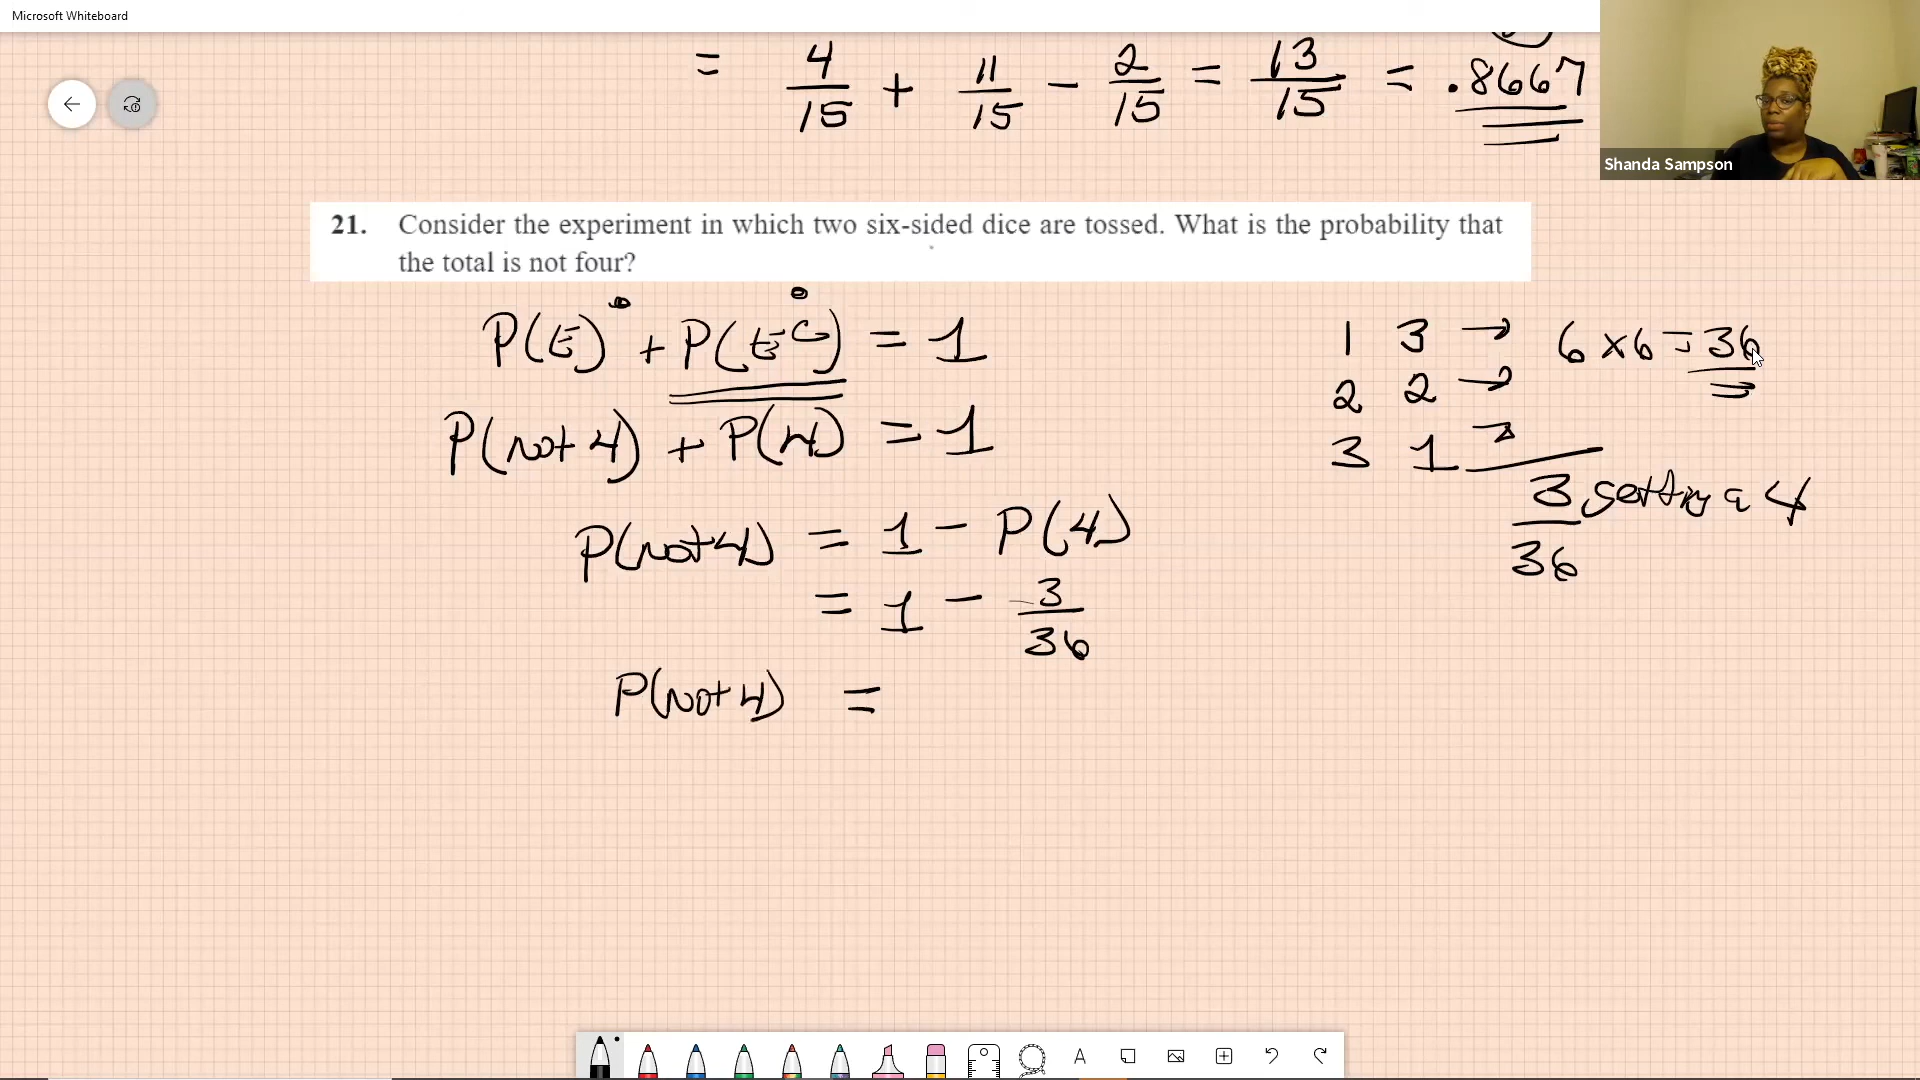 Microsoft Whiteboard
= 4/15 + 11/15 - 2/15 = 13/15 = .8667
Shanda Sampson
21. Consider the experiment in which two six-sided dice are tossed. What is the probability that
the total is not four?
P(E) + P(E^C) = 1
P(not 4) + P(4) = 1
P(not 4) = 1 - P(4)
= 1 - 3/36
P(Not 4) =
1 3 → 6 x 6 = 36
2 2 →
3 1 →
3/36 getting a 4
A